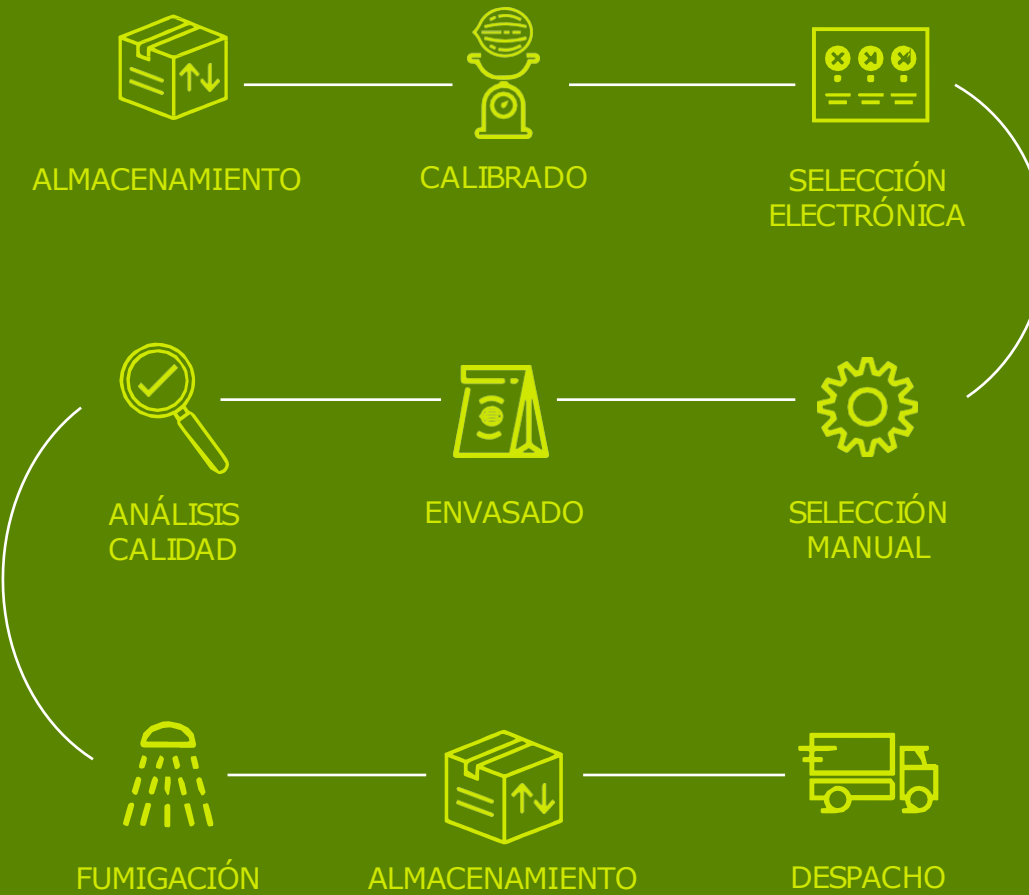 ALMACENAMIENTO
CALIBRADO
SELECCIÓN
ELECTRÓNICA
ANÁLISIS
CALIDAD
ENVASADO
SELECCIÓN
MANUAL
FUMIGACIÓN
ALMACENAMIENTO
DESPACHO